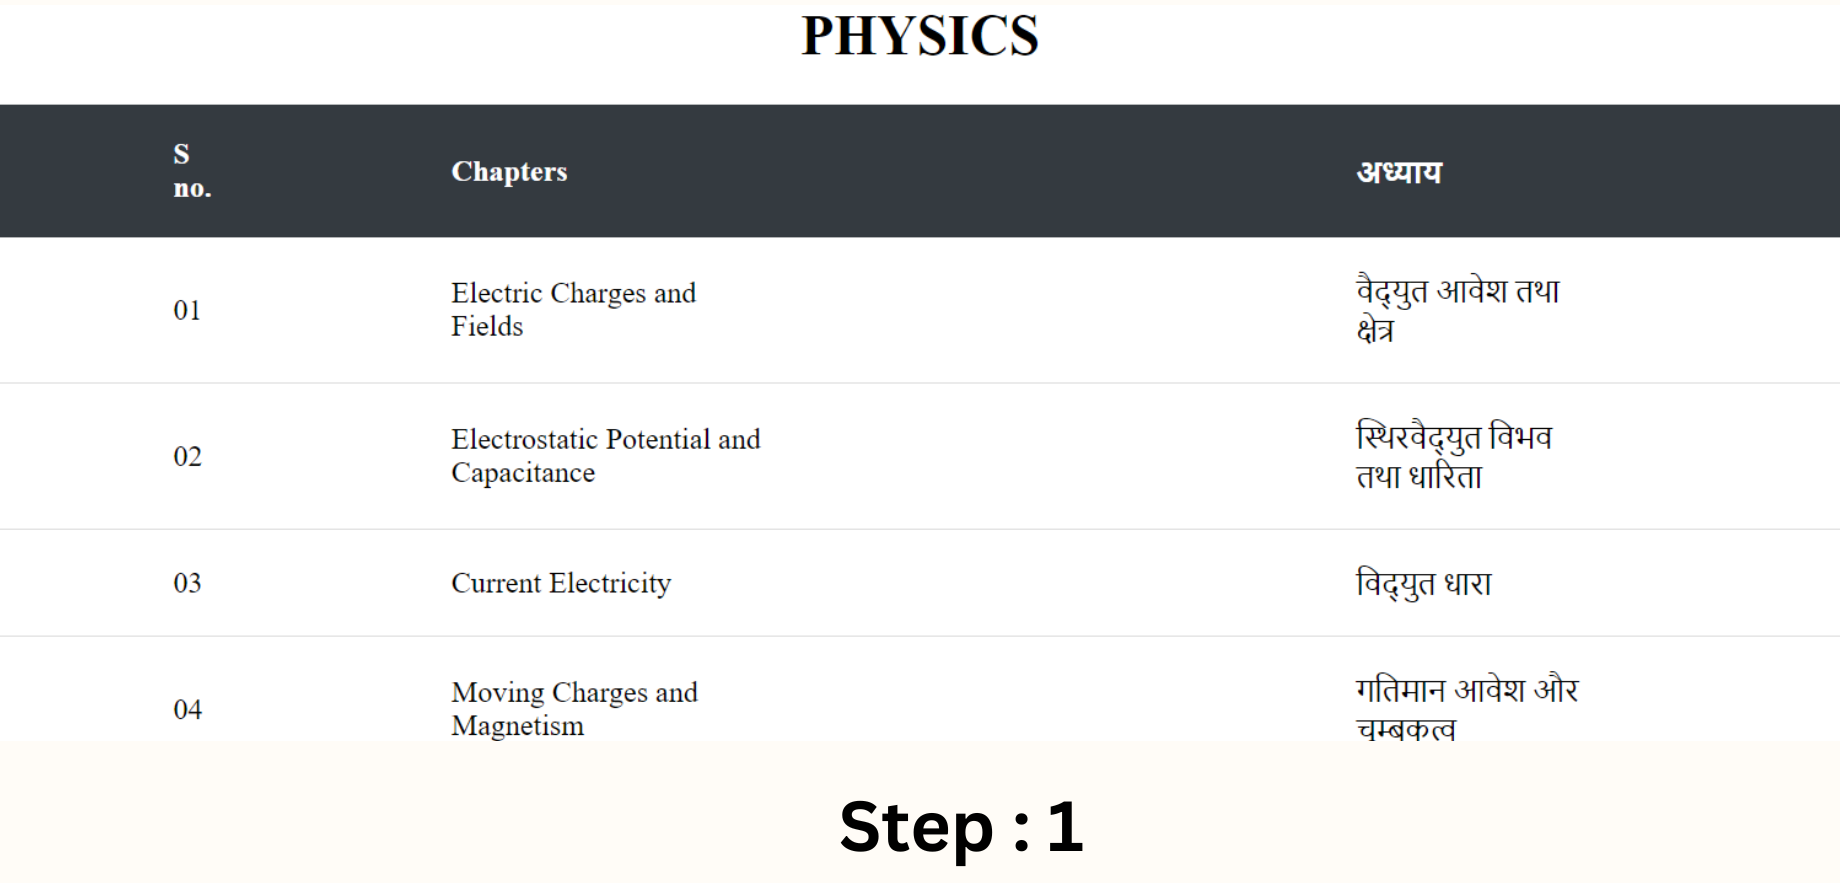 PHYSICS
S
no.
Chapters
अध्याय
01
Electric Charges and
Fields
वैद्युत आवेश तथा
क्षेत्र
02
Electrostatic Potential and
Capacitance
स्थिरवैद्युत विभव
तथा धारिता
03
Current Electricity
विद्युत धारा
04
Moving Charges and
Magnetism
गतिमान आवेश और
चुम्बकत्व
Step : 1